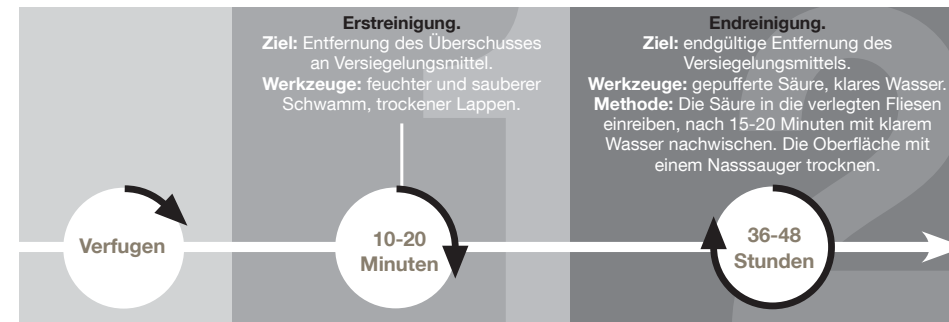 Erstreinigung.
Ziel: Entfernung des Überschusses
an Versiegelungsmittel.
Werkzeuge: feuchter und sauberer
Schwamm, trockener Lappen.
Endreinigung.
Ziel: endgültige Entfernung des
Versiegelungsmittels.
Werkzeuge: gepufferte Säure, klares Wasser.
Methode: Die Säure in die verlegten Fliesen
einreiben, nach 15-20 Minuten mit klarem
Wasser nachwischen. Die Oberfläche mit
einem Nasssauger trocknen.
Verfugen
10-20
Minuten
36-48
Stunden
1
2